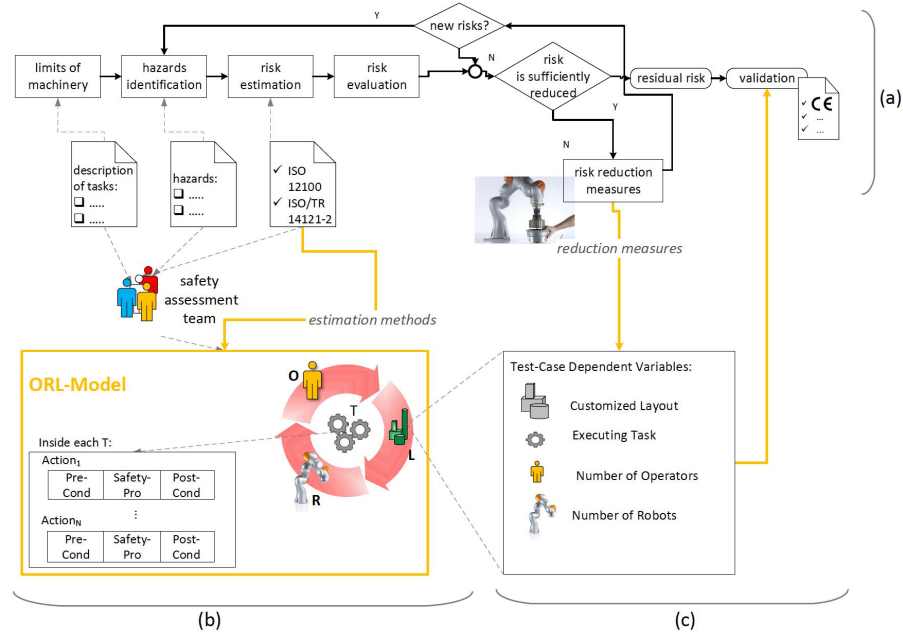 Y
new risks?
N
limits of
machinery
hazards
identification
risk
estimation
risk
evaluation
risk
is sufficiently
reduced
residual risk
validation
✓ CE
✓ ...
✓ ...
(a)
Y
N
description
of tasks:
❑ .....
❑ .....
hazards:
❑ .....
❑ .....
✓ ISO
12100
✓ ISO/TR
14121-2
risk reduction
measures
reduction measures
safety
assessment
team
estimation methods
ORL-Model
O
T
L
R
Inside each T:
Action1
Pre-
Cond
Safety-
Pro
Post-
Cond
⋮
ActionN
Pre-
Cond
Safety-
Pro
Post-
Cond
Test-Case Dependent Variables:
Customized Layout
Executing Task
Number of Operators
Number of Robots
(b)
(c)